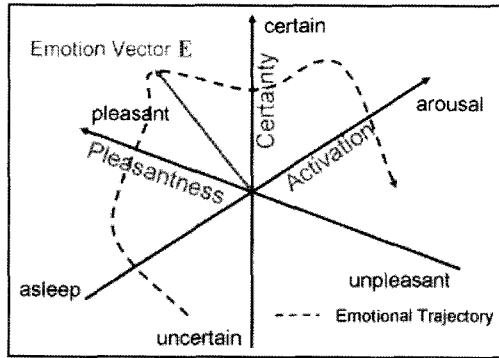 certain
Emotion Vector E
Certainty
arousal
pleasant
Activation
Pleasantness
unpleasant
asleep
uncertain
Emotional Trajectory